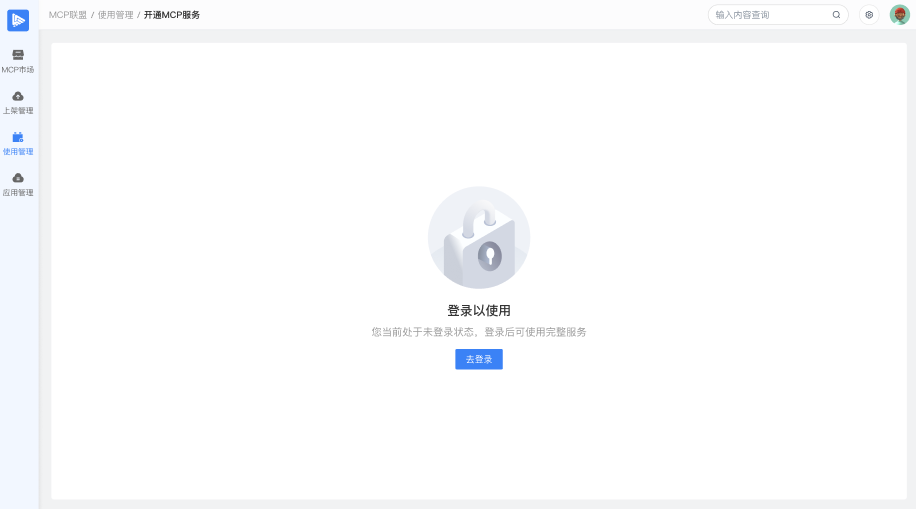 MCP联盟 / 使用管理 / 开通MCP服务
输入内容查询
MCP市场
上架管理
使用管理
应用管理
登录以使用
您当前处于未登录状态，登录后可使用完整服务
去登录